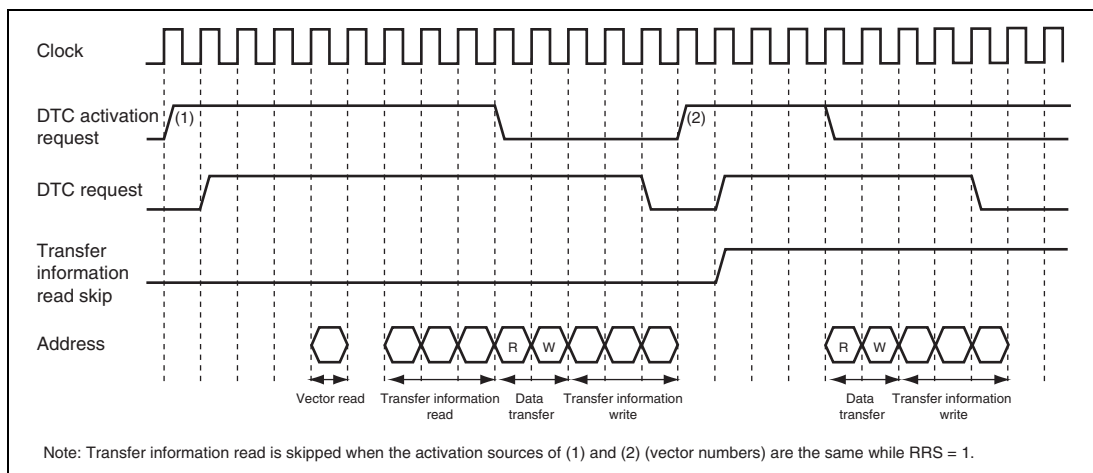 Clock
DTC activation
request
(1)
(2)
DTC request
Transfer
information
read skip
Address
R
W
R
W
Vector read
Transfer information
read
Data
transfer
Transfer information
write
Data
transfer
Transfer information
write
Note: Transfer information read is skipped when the activation sources of (1) and (2) (vector numbers) are the same while RRS = 1.